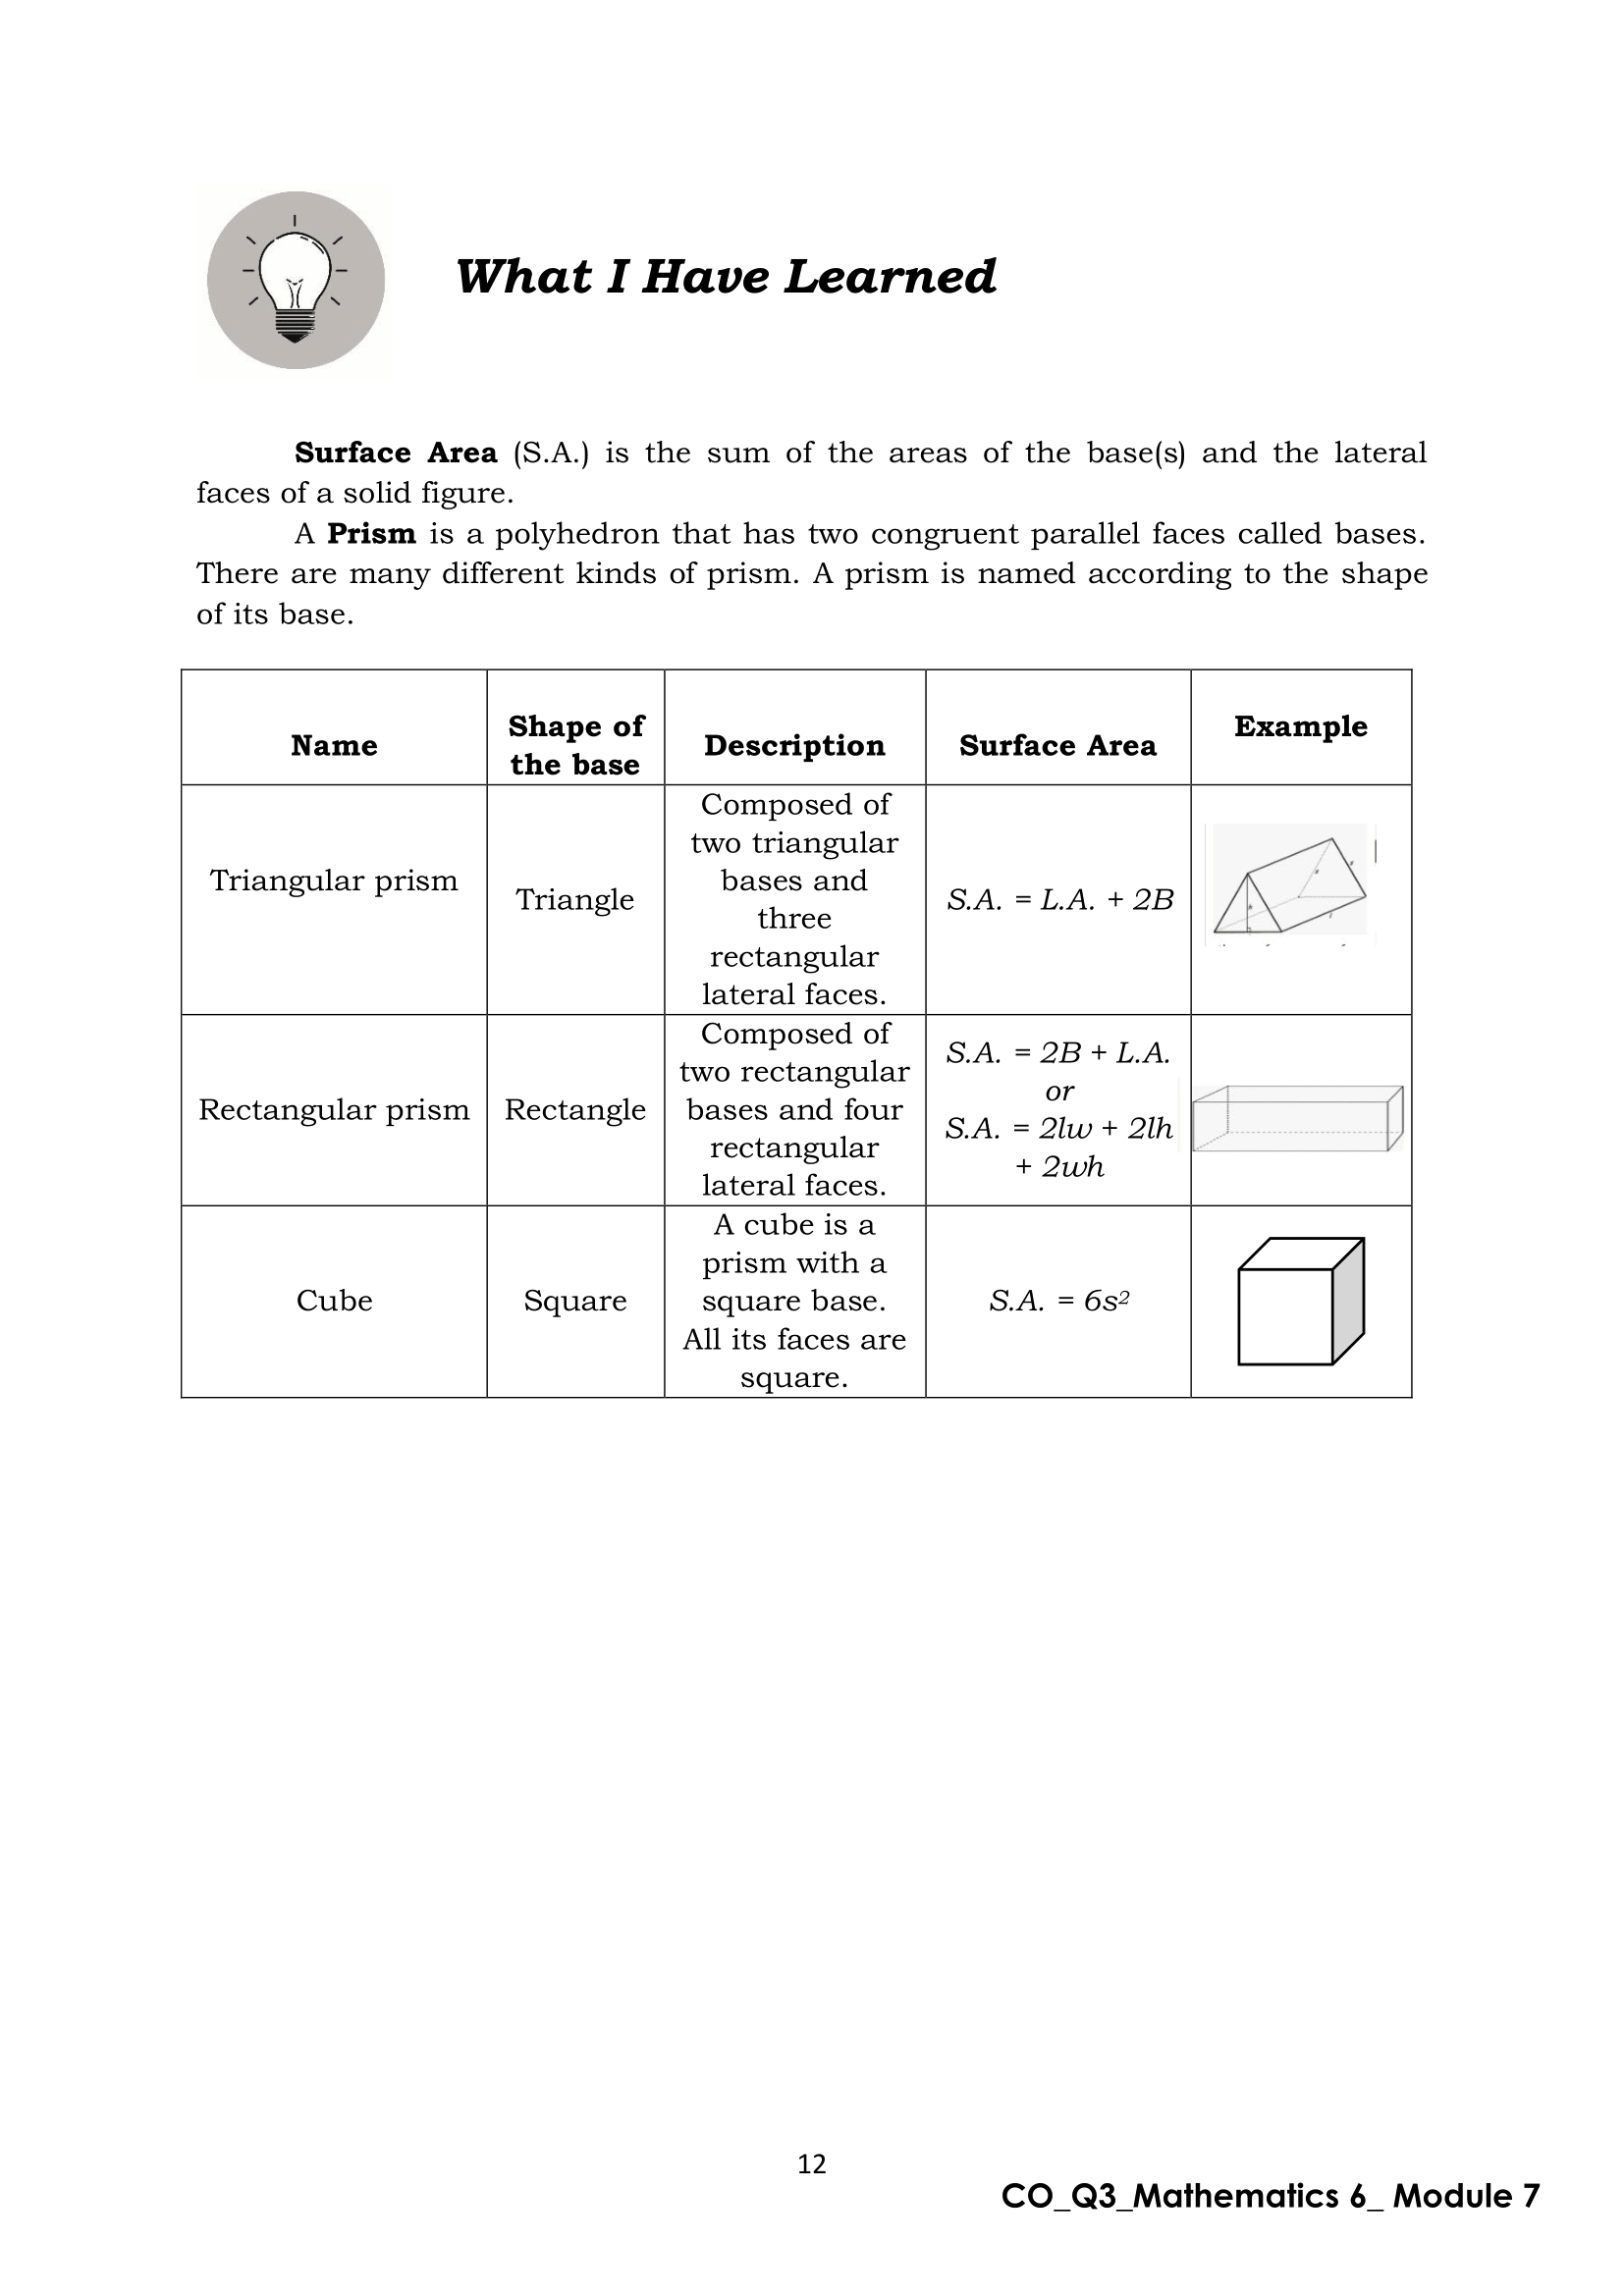 What I Have Learned
Surface Area (S.A.) is the sum of the areas of the base(s) and the lateral
faces of a solid figure.
A Prism is a polyhedron that has two congruent parallel faces called bases.
There are many different kinds of prism. A prism is named according to the shape
of its base.
Name
Shape of
the base
Description
Surface Area
Example
Triangular prism
Triangle
Composed of
two triangular
bases and
three
rectangular
lateral faces.
S.A. = L.A. + 2B
Rectangular prism
Rectangle
Composed of
two rectangular
bases and four
rectangular
lateral faces.
S.A. = 2B + L.A.
or
S.A. = 2lw + 2lh
+ 2wh
Cube
Square
A cube is a
prism with a
square base.
All its faces are
square.
S.A. = 6s²
12
CO_Q3_Mathematics 6_ Module 7